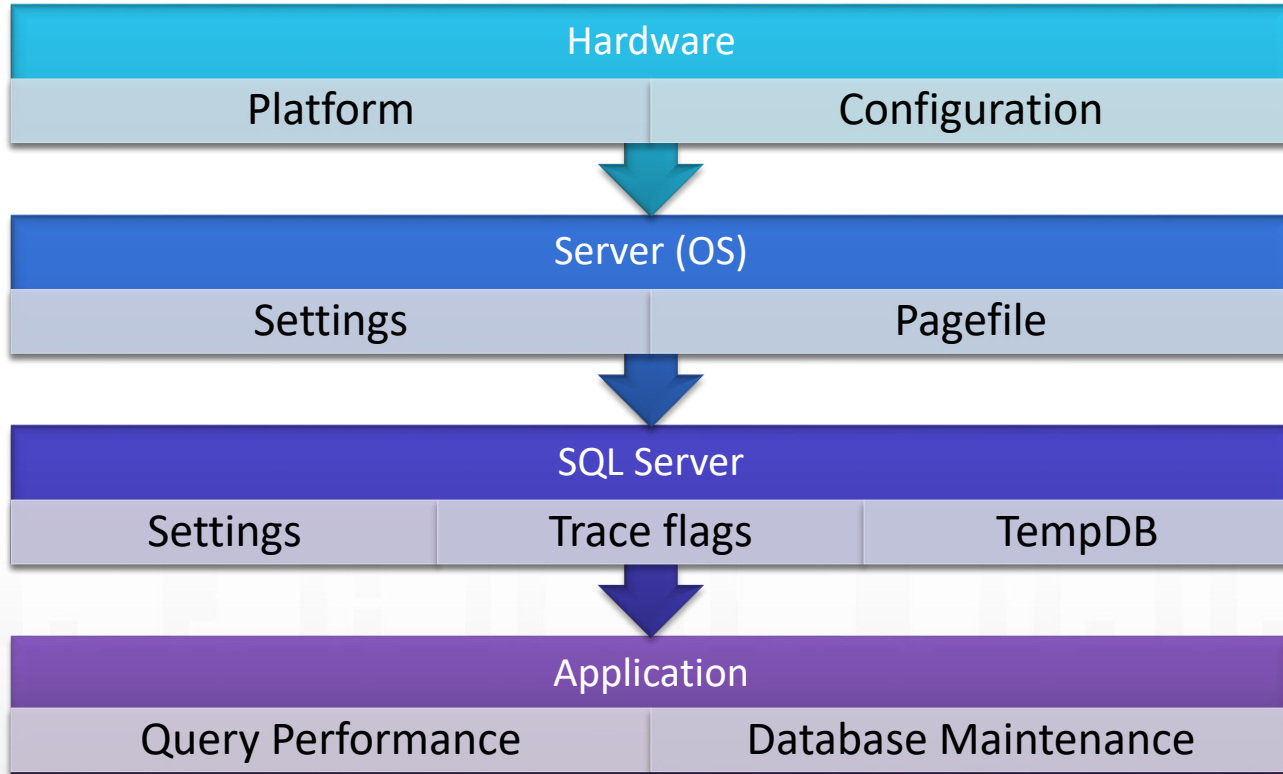 Hardware
Platform Configuration
Server (OS)
Settings Pagefile
SQL Server
Settings Trace flags TempDB
Application
Query Performance Database Maintenance